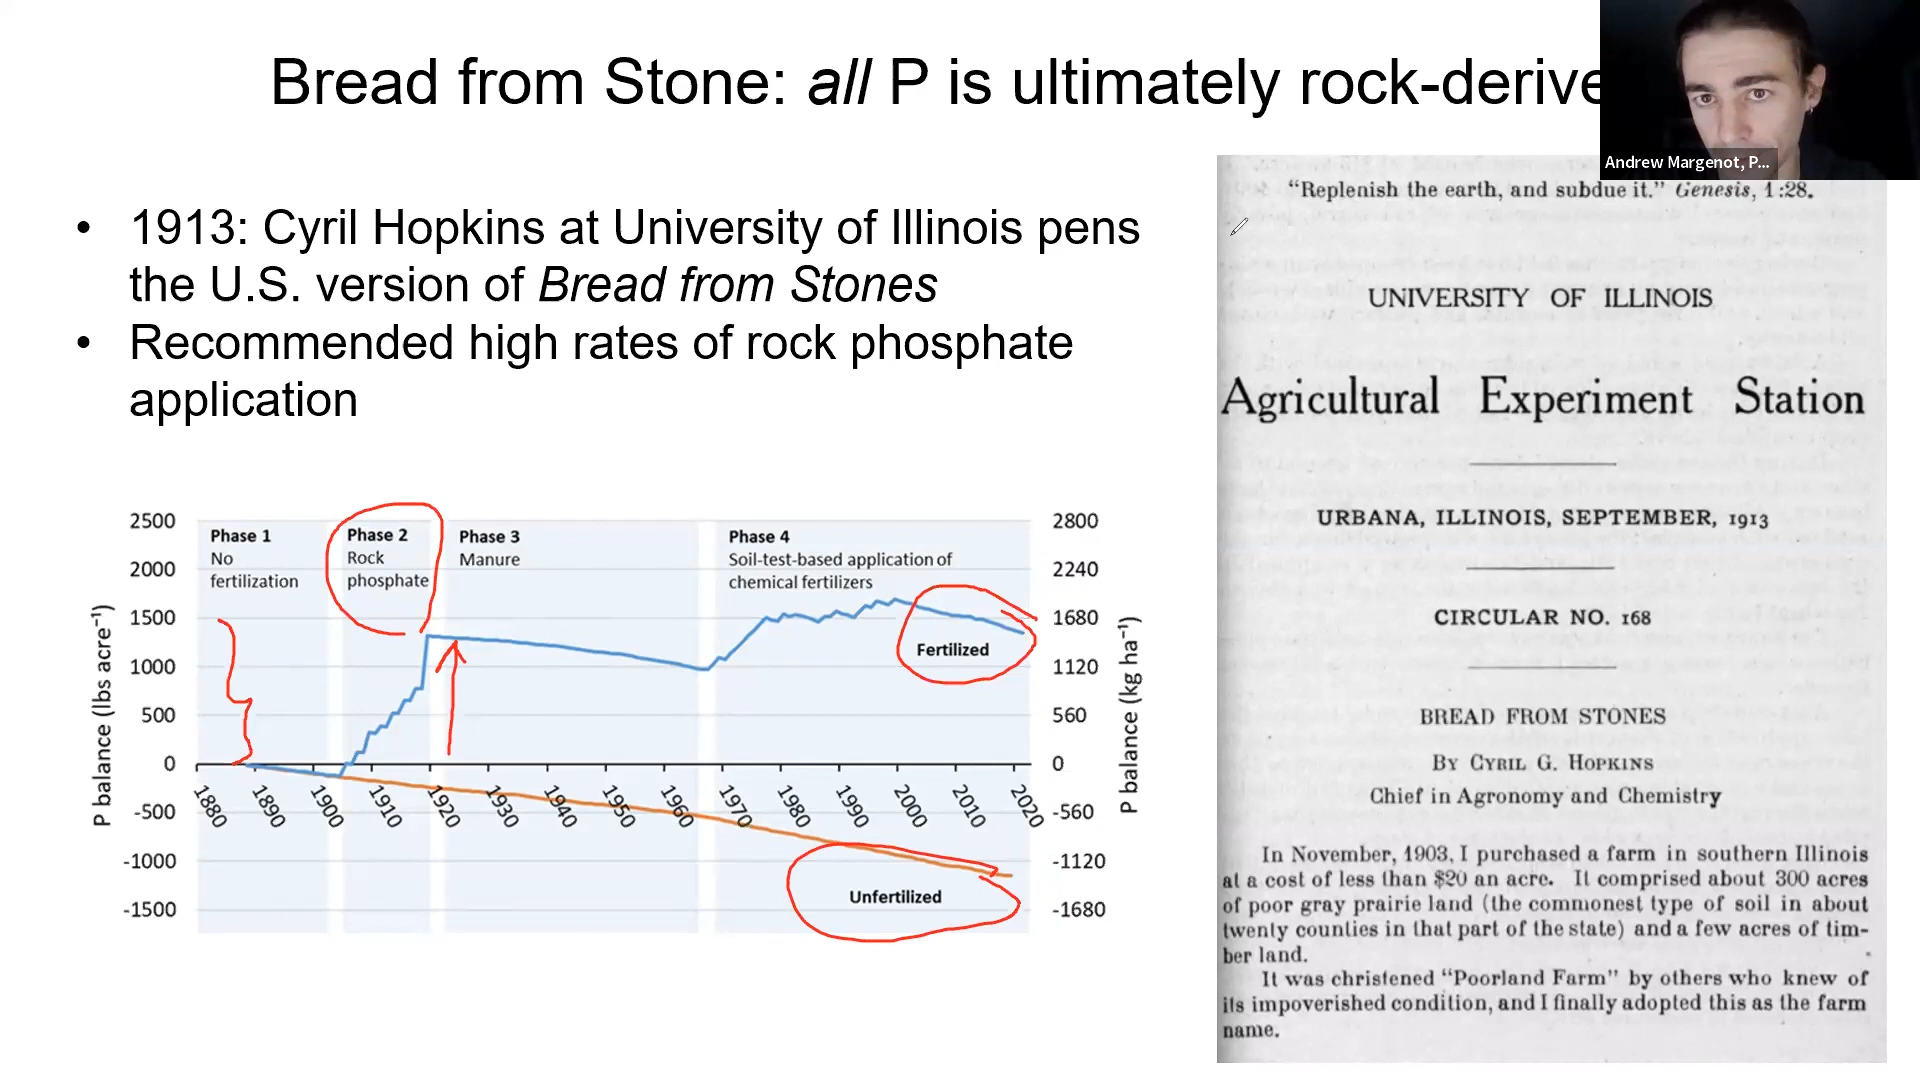 Bread from Stone: all P is ultimately rock-derive
Andrew Margenot, P...
• 1913: Cyril Hopkins at University of Illinois pens
the U.S. version of Bread from Stones
• Recommended high rates of rock phosphate
application
2500
2000
1500
1000
500
0
-500
-1000
-1500
P balance (lbs acre⁻¹)
Phase 1
No
fertilization
Phase 2
Rock
phosphate
Phase 3
Manure
Phase 4
Soil-test-based application of
chemical fertilizers
Fertilized
Unfertilized
1880 1890 1900 1910 1920 1930 1940 1950 1960 1970 1980 1990 2000 2010 2020
2800
2240
1680
1120
560
0
-560
-1120
-1680
P balance (kg ha⁻¹)
“Replenish the earth, and subdue it.” Genesis, 1:28.
UNIVERSITY OF ILLINOIS
Agricultural Experiment Station
URBANA, ILLINOIS, SEPTEMBER, 1913
CIRCULAR NO. 168
BREAD FROM STONES
BY CYRIL G. HOPKINS
Chief in Agronomy and Chemistry
In November, 1903, I purchased a farm in southern Illinois
at a cost of less than $20 an acre. It comprised about 300 acres
of poor gray prairie land (the commonest type of soil in about
twenty counties in that part of the state) and a few acres of tim-
ber land.
It was christened “Poorland Farm” by others who knew of
its impoverished condition, and I finally adopted this as the farm
name.